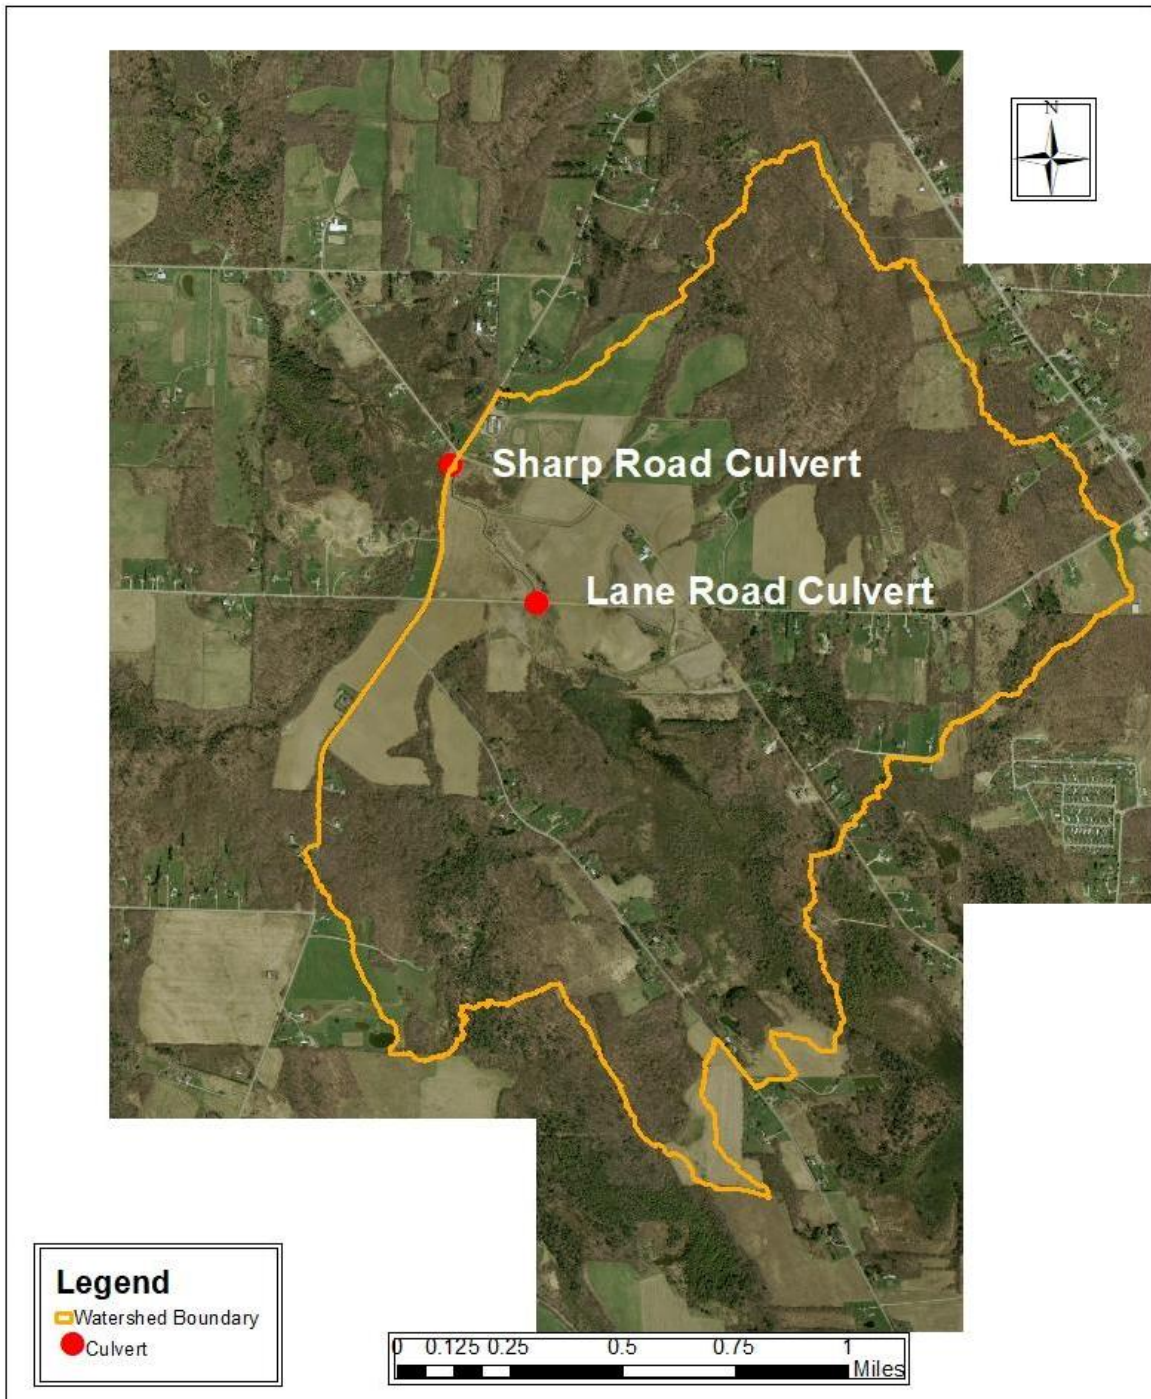 N
Sharp Road Culvert
Lane Road Culvert
Legend
Watershed Boundary
Culvert
0 0.125 0.25 0.5 0.75 1
Miles